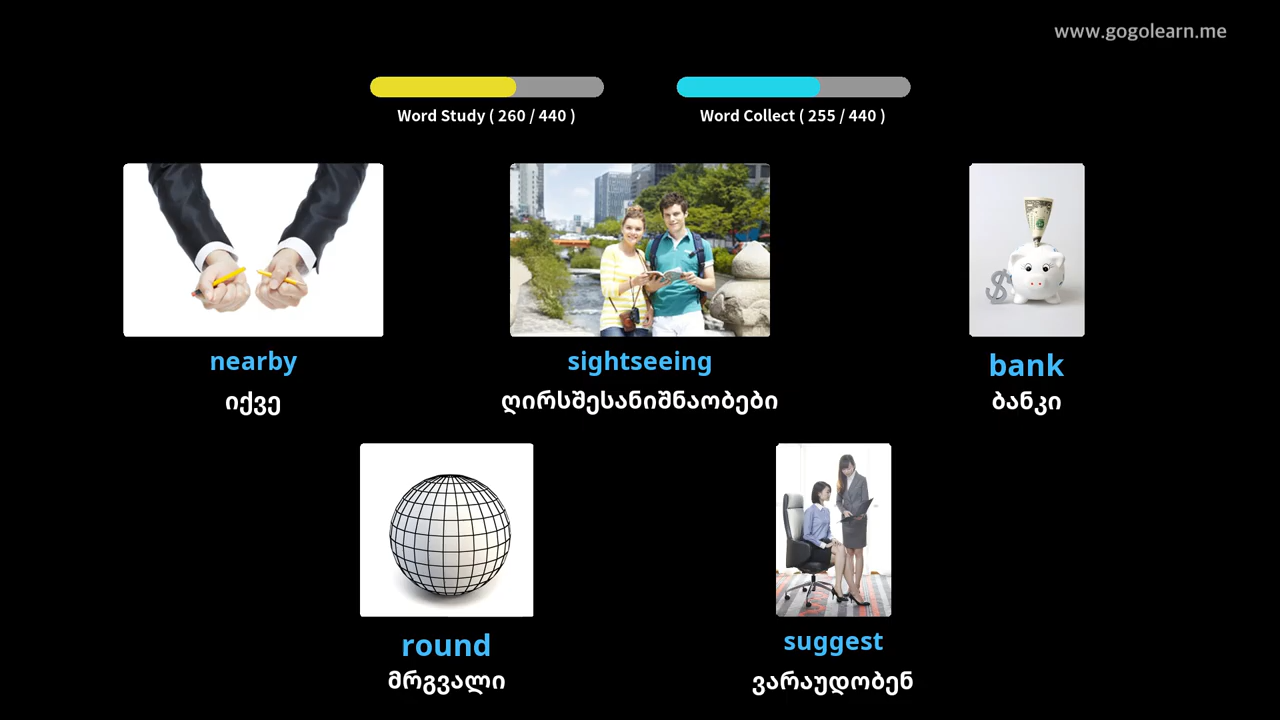 www.gogolearn.me
Word Study ( 260 / 440 )
Word Collect ( 255 / 440 )
nearby
იქვე
sightseeing
ღირსშესანიშნაობები
bank
ბანკი
round
მრგვალი
suggest
ვარაუდობენ